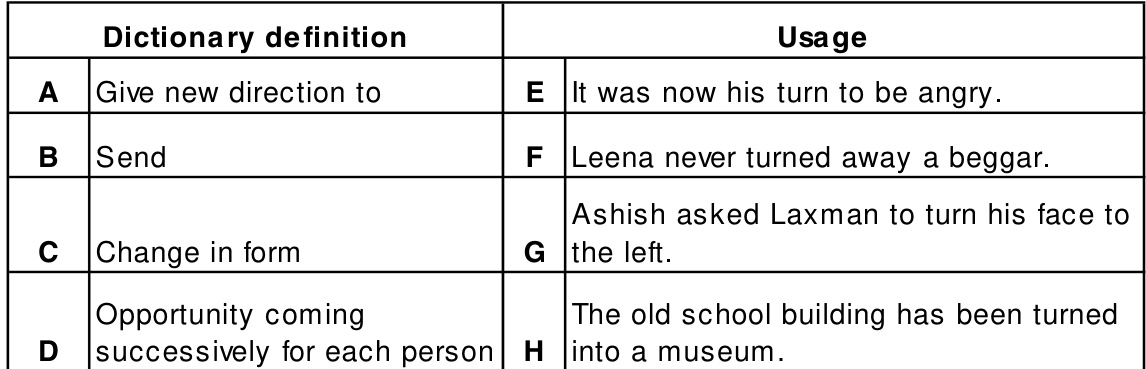 Dictionary definition Usage
A Give new direction to E It was now his turn to be angry.
B Send F Leena never turned away a beggar.
Ashish asked Laxman to turn his face to
C Change in form G the left.
Opportunity coming The old school building has been turned
D successively for each person H into a museum.